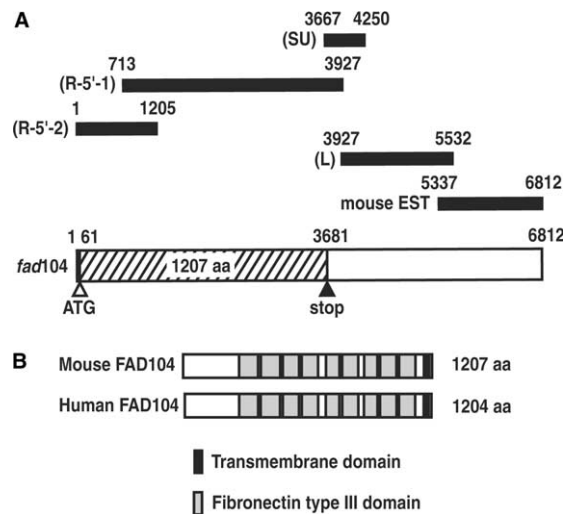 A
3667 4250
(SU)
713 3927
(R-5'-1)
1 1205
(R-5'-2)
3927 5532
(L)
5337 6812
mouse EST
1 61 3681 6812
fad104 1207 aa
ATG stop
B
Mouse FAD104 1207 aa
Human FAD104 1204 aa
Transmembrane domain
Fibronectin type III domain